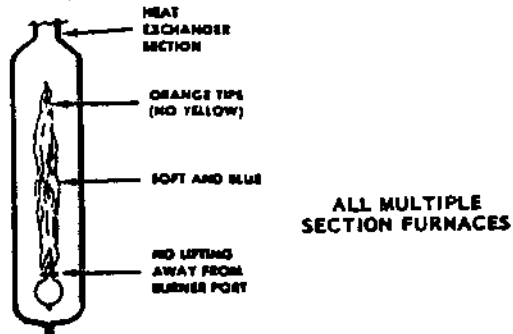 HEAT
EXCHANGER
SECTION
ORANGE TIPS
(NO YELLOW)
SOFT AND BLUE
ALL MULTIPLE
SECTION FURNACES
NO LIFTING
AWAY FROM
BURNER PORT